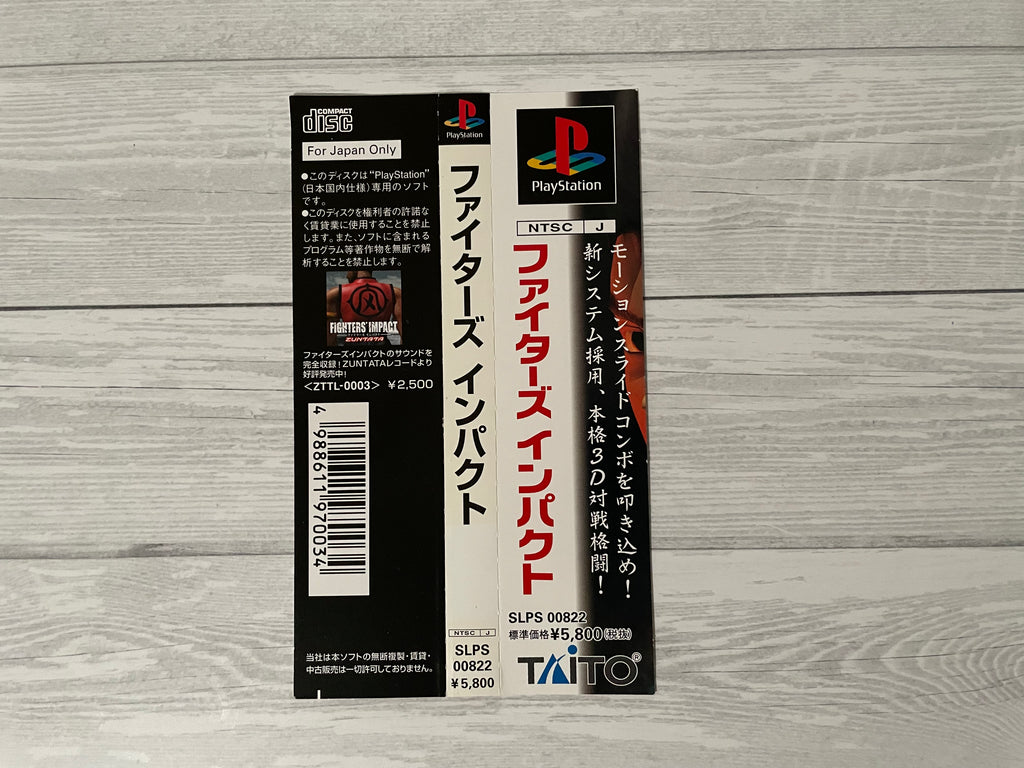 COMPACT
disc
For Japan Only
●このディスクは“PlayStation”
(日本国内仕様)専用のソフト
です。
●このディスクを権利者の許諾な
く賃貸業に使用することを禁止
します。また、ソフトに含まれる
プログラム等著作物を無断で解
析することを禁止します。
FIGHTERS' IMPACT
ZUNTATA
ファイターズインパクトのサウンドを
完全収録！ZUNTATAレコードより
好評発売中！
<ZTTL-0003> ￥2,500
4 988611 970034
当社は本ソフトの無断複製・賃貸・
中古販売は一切許可しておりません。
PlayStation
ファイターズ インパクト
NTSC J
SLPS
00822
￥5,800
PlayStation
NTSC J
モーションスライドコンボを叩き込め！
新システム採用、本格3D対戦格闘！
ファイターズ インパクト
SLPS 00822
標準価格￥5,800(税抜)
TAITO®